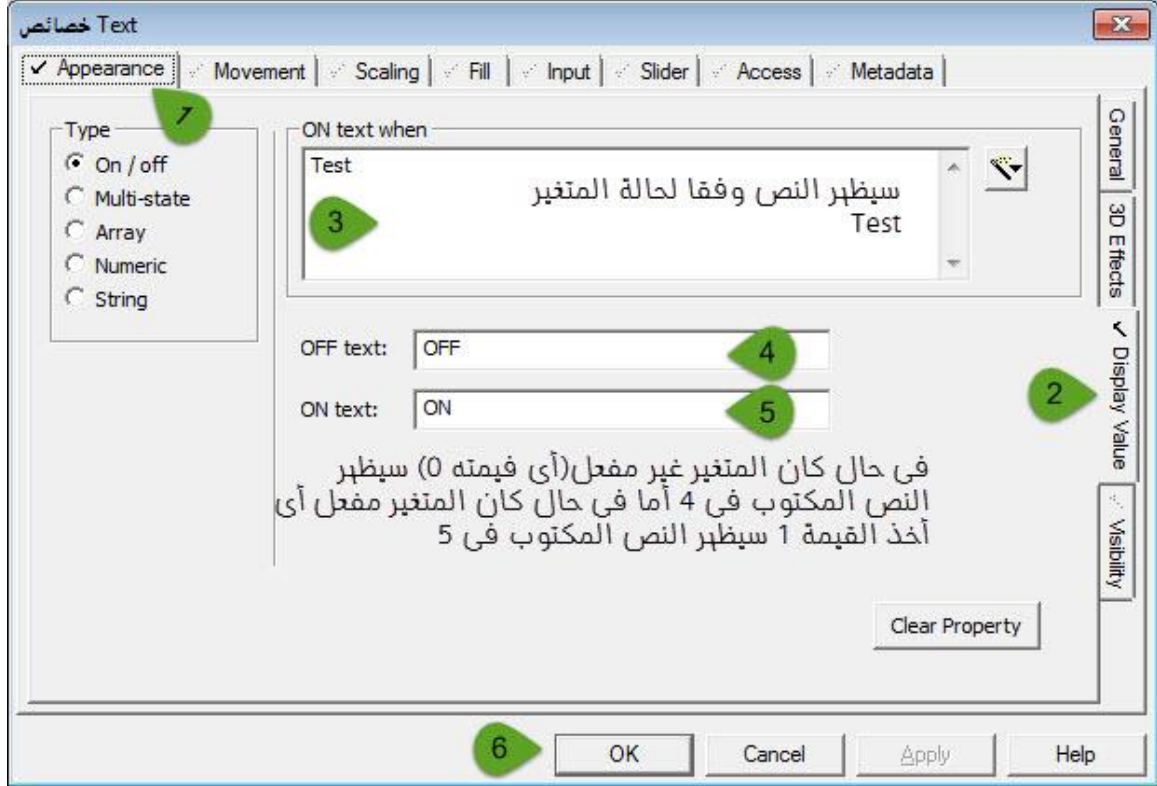 خصائص Text
Appearance Movement Scaling Fill Input Slider Access Metadata
1
Type
On / off
Multi-state
Array
Numeric
String
ON text when
Test
سيظهر النص وفقا لحالة المتغير
Test
3
OFF text: OFF
4
ON text: ON
5
فى حال كان المتغير غير مفعل(أى فيمته 0) سيظهر
النص المكتوب فى 4 أما فى حال كان المتغير مفعل أى
أخذ القيمة 1 سيظهر النص المكتوب فى 5
Clear Property
General
3D Effects
2
Display Value
Visibility
6
OK Cancel Apply Help